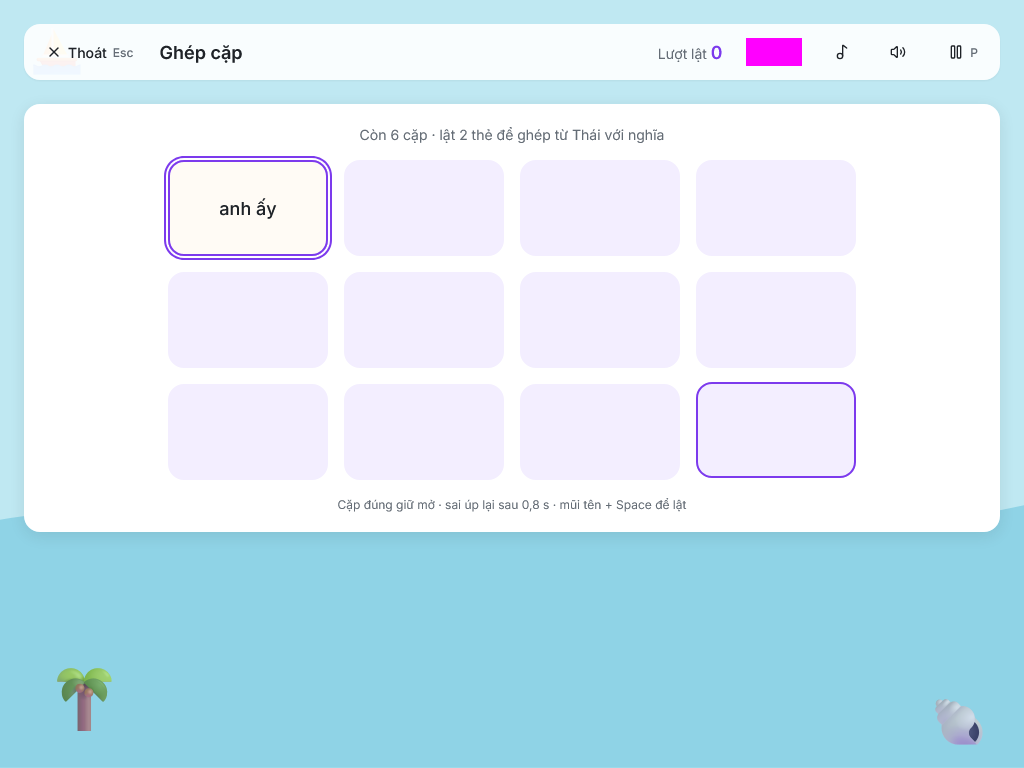 Thoát Esc
Ghép cặp
Lượt lật 0
P
Còn 6 cặp · lật 2 thẻ để ghép từ Thái với nghĩa
anh ấy
Cặp đúng giữ mở · sai úp lại sau 0,8 s · mũi tên + Space để lật